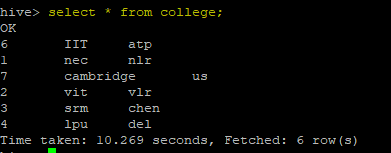 hive> select * from college;
OK
6 IIT atp
1 nec nlr
7 cambridge us
2 vit vlr
3 srm chen
4 lpu del
Time taken: 10.269 seconds, Fetched: 6 row(s)